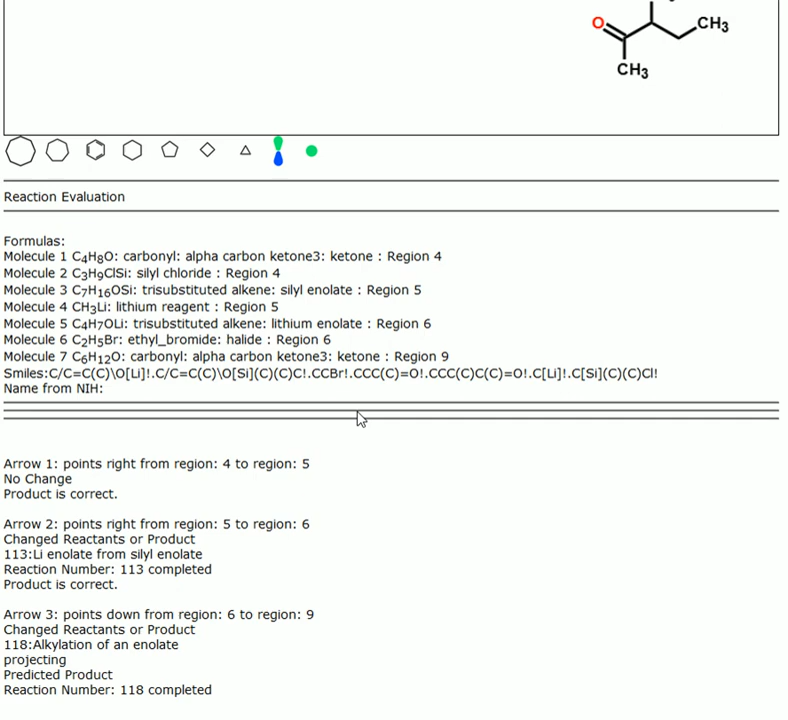 O
CH3
CH3
Reaction Evaluation
Formulas:
Molecule 1 C4H8O: carbonyl: alpha carbon ketone3: ketone : Region 4
Molecule 2 C3H9ClSi: silyl chloride : Region 4
Molecule 3 C7H16OSi: trisubstituted alkene: silyl enolate : Region 5
Molecule 4 CH3Li: lithium reagent : Region 5
Molecule 5 C4H7OLi: trisubstituted alkene: lithium enolate : Region 6
Molecule 6 C2H5Br: ethyl_bromide: halide : Region 6
Molecule 7 C6H12O: carbonyl: alpha carbon ketone3: ketone : Region 9
Smiles:C/C=C(C)\O[Li]!.C/C=C(C)\O[Si](C)(C)C!.CCBr!.CCC(C)=O!.CCC(C)C(C)=O!.C[Li]!.C[Si](C)(C)Cl!
Name from NIH:
Arrow 1: points right from region: 4 to region: 5
No Change
Product is correct.
Arrow 2: points right from region: 5 to region: 6
Changed Reactants or Product
113:Li enolate from silyl enolate
Reaction Number: 113 completed
Product is correct.
Arrow 3: points down from region: 6 to region: 9
Changed Reactants or Product
118:Alkylation of an enolate
projecting
Predicted Product
Reaction Number: 118 completed